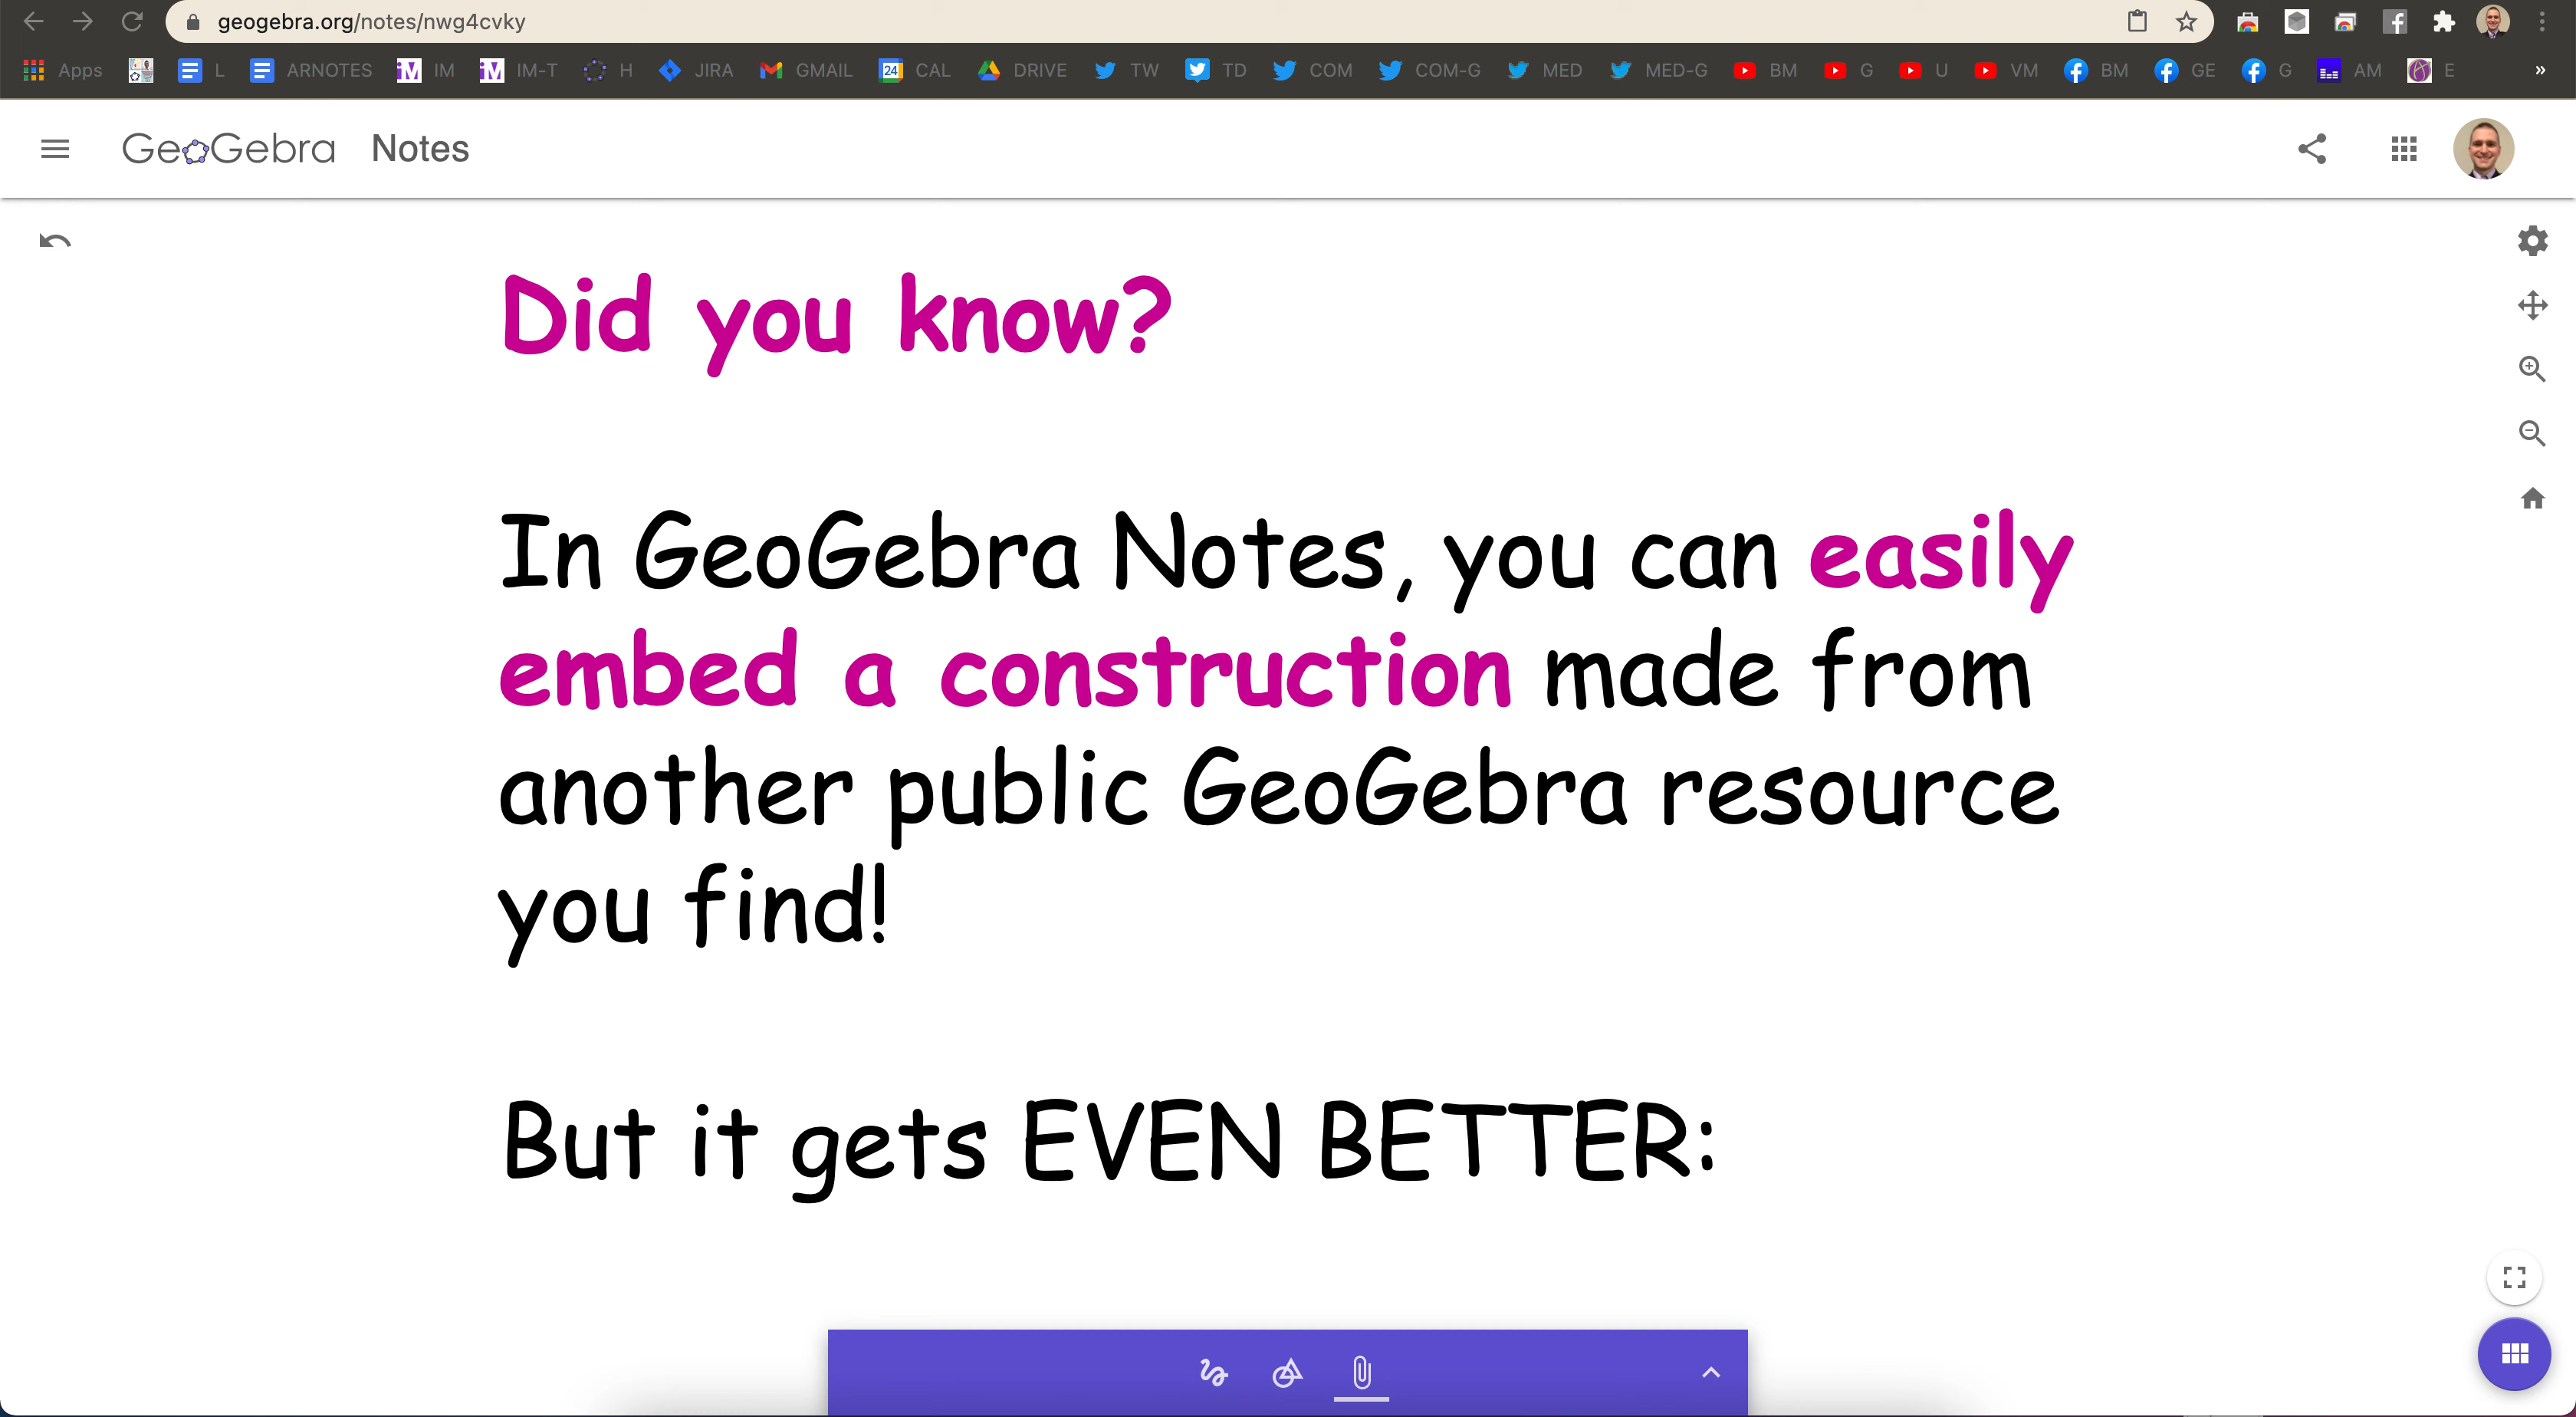 geogebra.org/notes/nwg4cvky
Apps L ARNOTES IM IM-T H JIRA GMAIL 24 CAL DRIVE TW TD COM COM-G MED MED-G BM G U VM BM GE G AM E »
GeoGebra Notes
Did you know?
In GeoGebra Notes, you can easily
embed a construction made from
another public GeoGebra resource
you find!
But it gets EVEN BETTER: